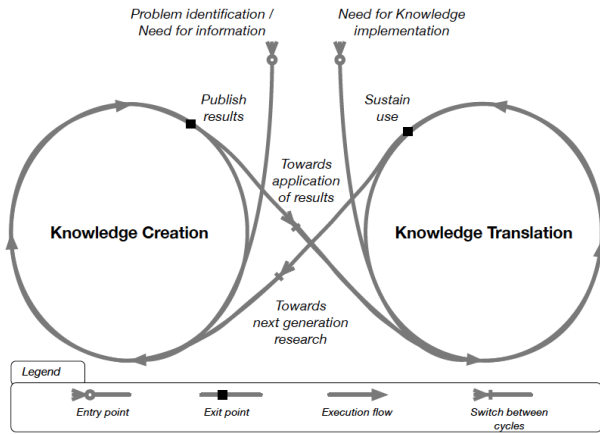 Problem identification /
Need for information
Need for Knowledge
implementation
Publish
results
Sustain
use
Towards
application
of results
Knowledge Creation
Knowledge Translation
Towards
next generation
research
Legend
Entry point
Exit point
Execution flow
Switch between
cycles